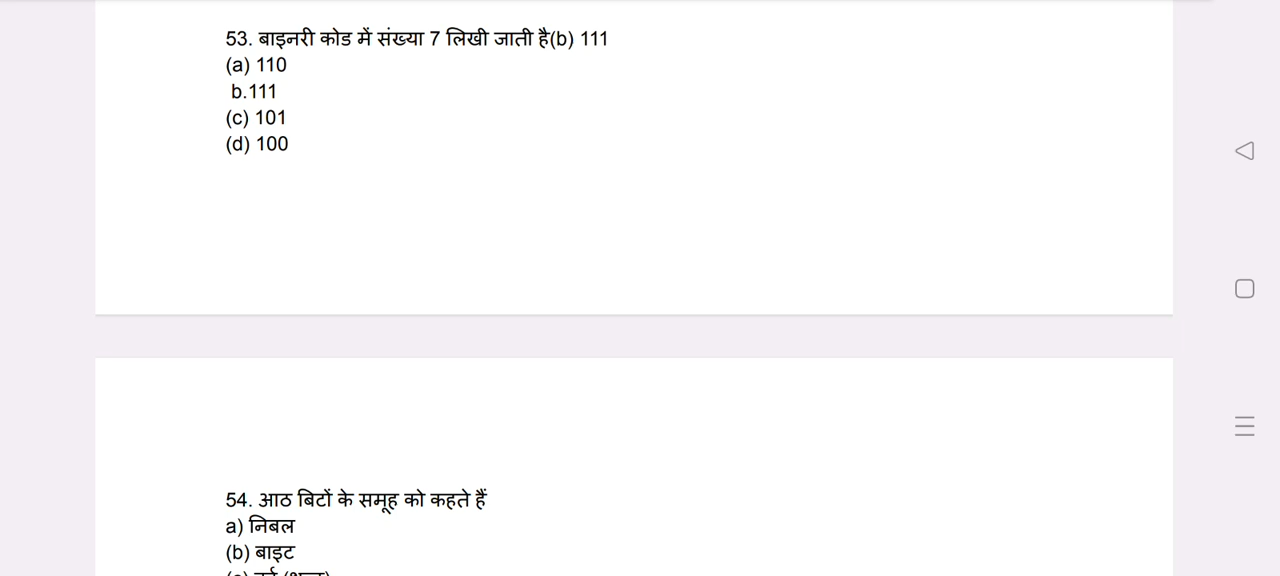 53. बाइनरी कोड में संख्या 7 लिखी जाती है(b) 111
(a) 110
b.111
(c) 101
(d) 100
54. आठ बिटों के समूह को कहते हैं
a) निबल
(b) बाइट